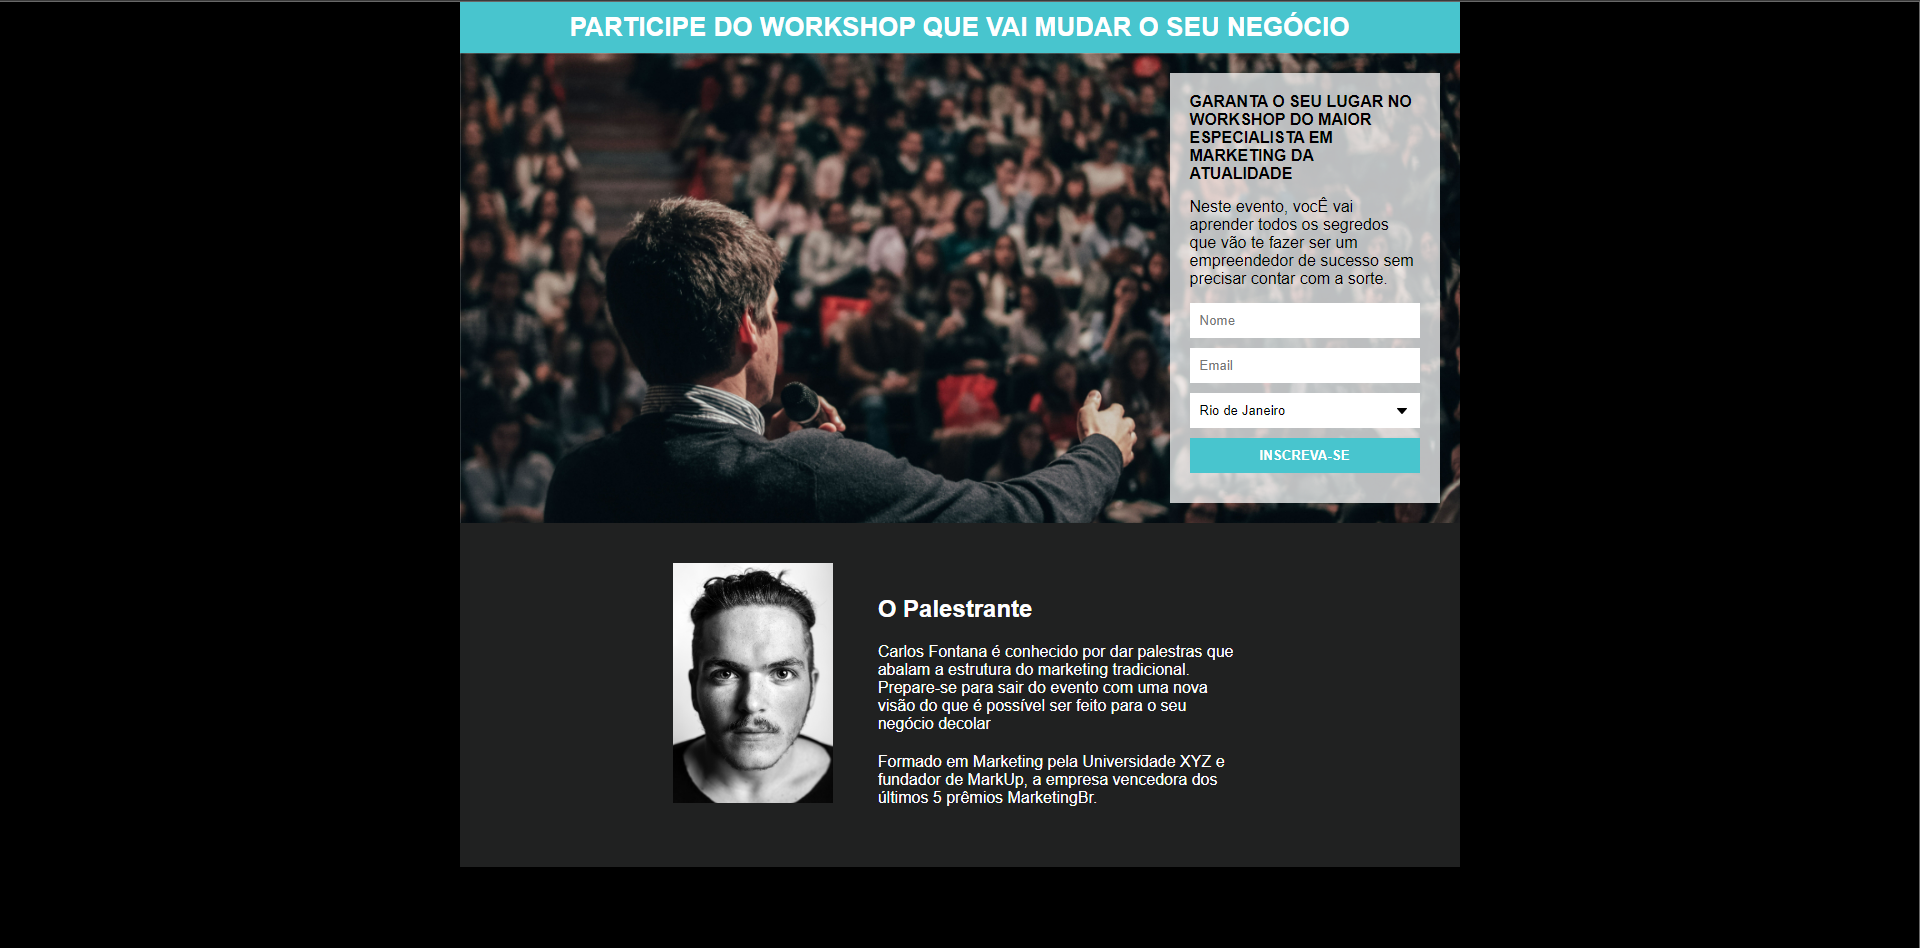 PARTICIPE DO WORKSHOP QUE VAI MUDAR O SEU NEGÓCIO
GARANTA O SEU LUGAR NO
WORKSHOP DO MAIOR
ESPECIALISTA EM
MARKETING DA
ATUALIDADE
Neste evento, vocÊ vai
aprender todos os segredos
que vão te fazer ser um
empreendedor de sucesso sem
precisar contar com a sorte.
Nome
Email
Rio de Janeiro
INSCREVA-SE
O Palestrante
Carlos Fontana é conhecido por dar palestras que
abalam a estrutura do marketing tradicional.
Prepare-se para sair do evento com uma nova
visão do que é possível ser feito para o seu
negócio decolar
Formado em Marketing pela Universidade XYZ e
fundador de MarkUp, a empresa vencedora dos
últimos 5 prêmios MarketingBr.